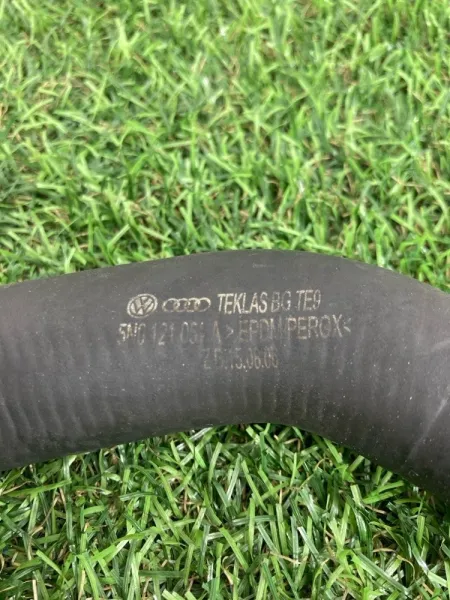 TEKLAS BG TE9
5N0 121 051 A >EPDM PEROX<